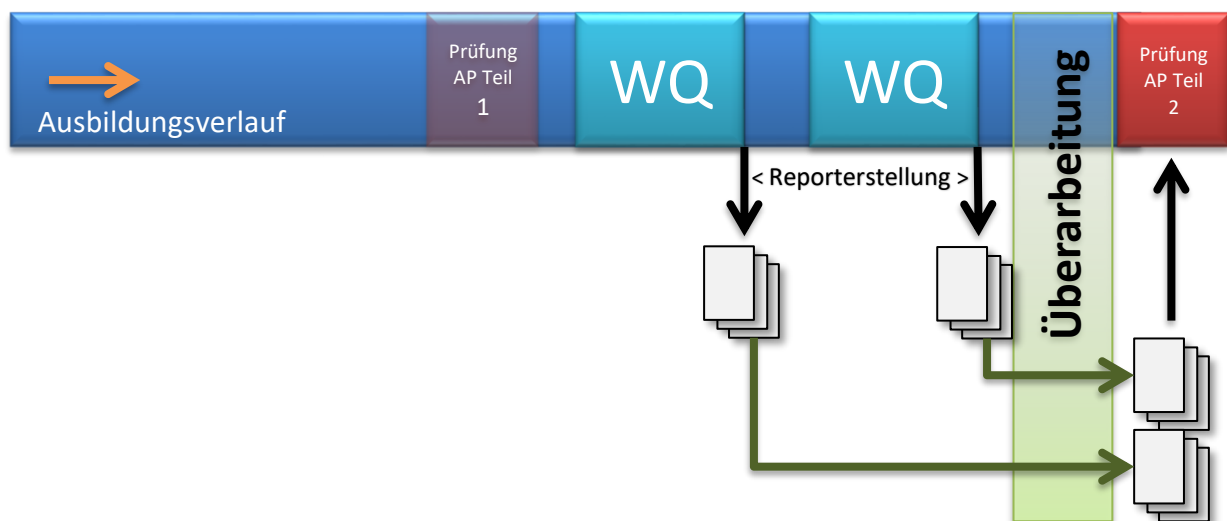 Ausbildungsverlauf
Prüfung
AP Teil
1
WQ
WQ
Überarbeitung
Prüfung
AP Teil
2
< Reporterstellung >